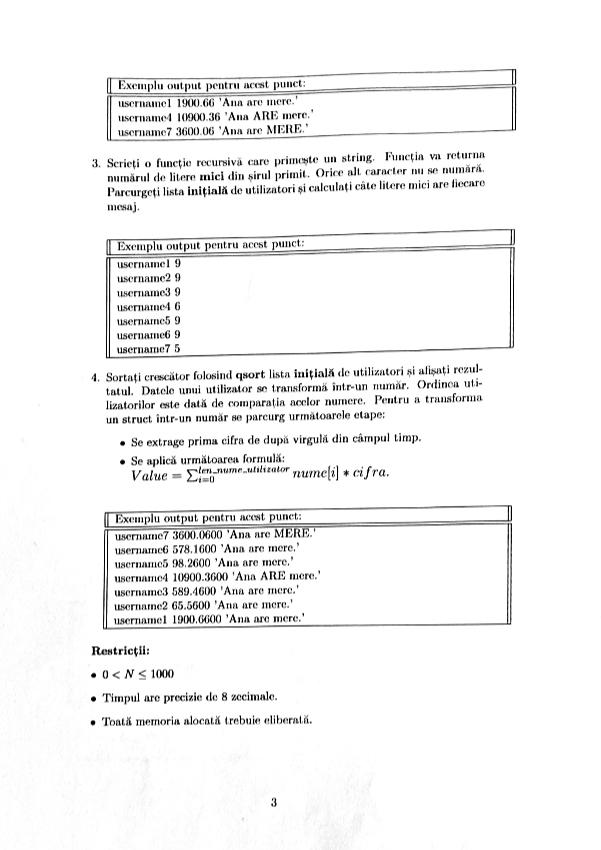 Exemplu output pentru acest punct:
username1 1900.66 'Ana are mere.'
username4 10900.36 'Ana ARE mere.'
username7 3600.06 'Ana are MERE.'
3. Scrieți o funcție recursivă care primește un string. Funcția va returna
numărul de litere mici din șirul primit. Orice alt caracter nu se numără.
Parcurgeți lista inițială de utilizatori și calculați câte litere mici are fiecare
mesaj.
Exemplu output pentru acest punct:
username1 9
username2 9
username3 9
username4 6
username5 9
username6 9
username7 5
4. Sortați crescător folosind qsort lista inițială de utilizatori și afișați rezul-
tatul. Datele unui utilizator se transformă într-un număr. Ordinea uti-
lizatorilor este dată de comparația acelor numere. Pentru a transforma
un struct într-un număr se parcurg următoarele etape:
• Se extrage prima cifra de după virgulă din câmpul timp.
• Se aplică următoarea formulă:
Value = ∑_{i=0}^{len_nume_utilizator} nume[i] * cifra.
Exemplu output pentru acest punct:
username7 3600.0600 'Ana are MERE.'
username6 578.1600 'Ana are mere.'
username5 98.2600 'Ana are mere.'
username4 10900.3600 'Ana ARE mere.'
username3 589.4600 'Ana are mere.'
username2 65.5600 'Ana are mere.'
username1 1900.6600 'Ana are mere.'
Restricții:
• 0 < N ≤ 1000
• Timpul are precizie de 8 zecimale.
• Toată memoria alocată trebuie eliberată.
3